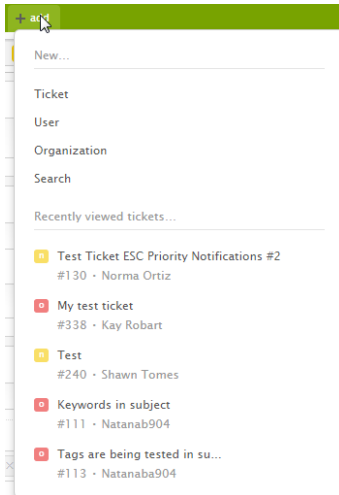 + add
New...
Ticket
User
Organization
Search
Recently viewed tickets...
n Test Ticket ESC Priority Notifications #2
#130 • Norma Ortiz
o My test ticket
#338 • Kay Robart
n Test
#240 • Shawn Tomes
o Keywords in subject
#111 • Natanab904
o Tags are being tested in su...
#113 • Natanaba904